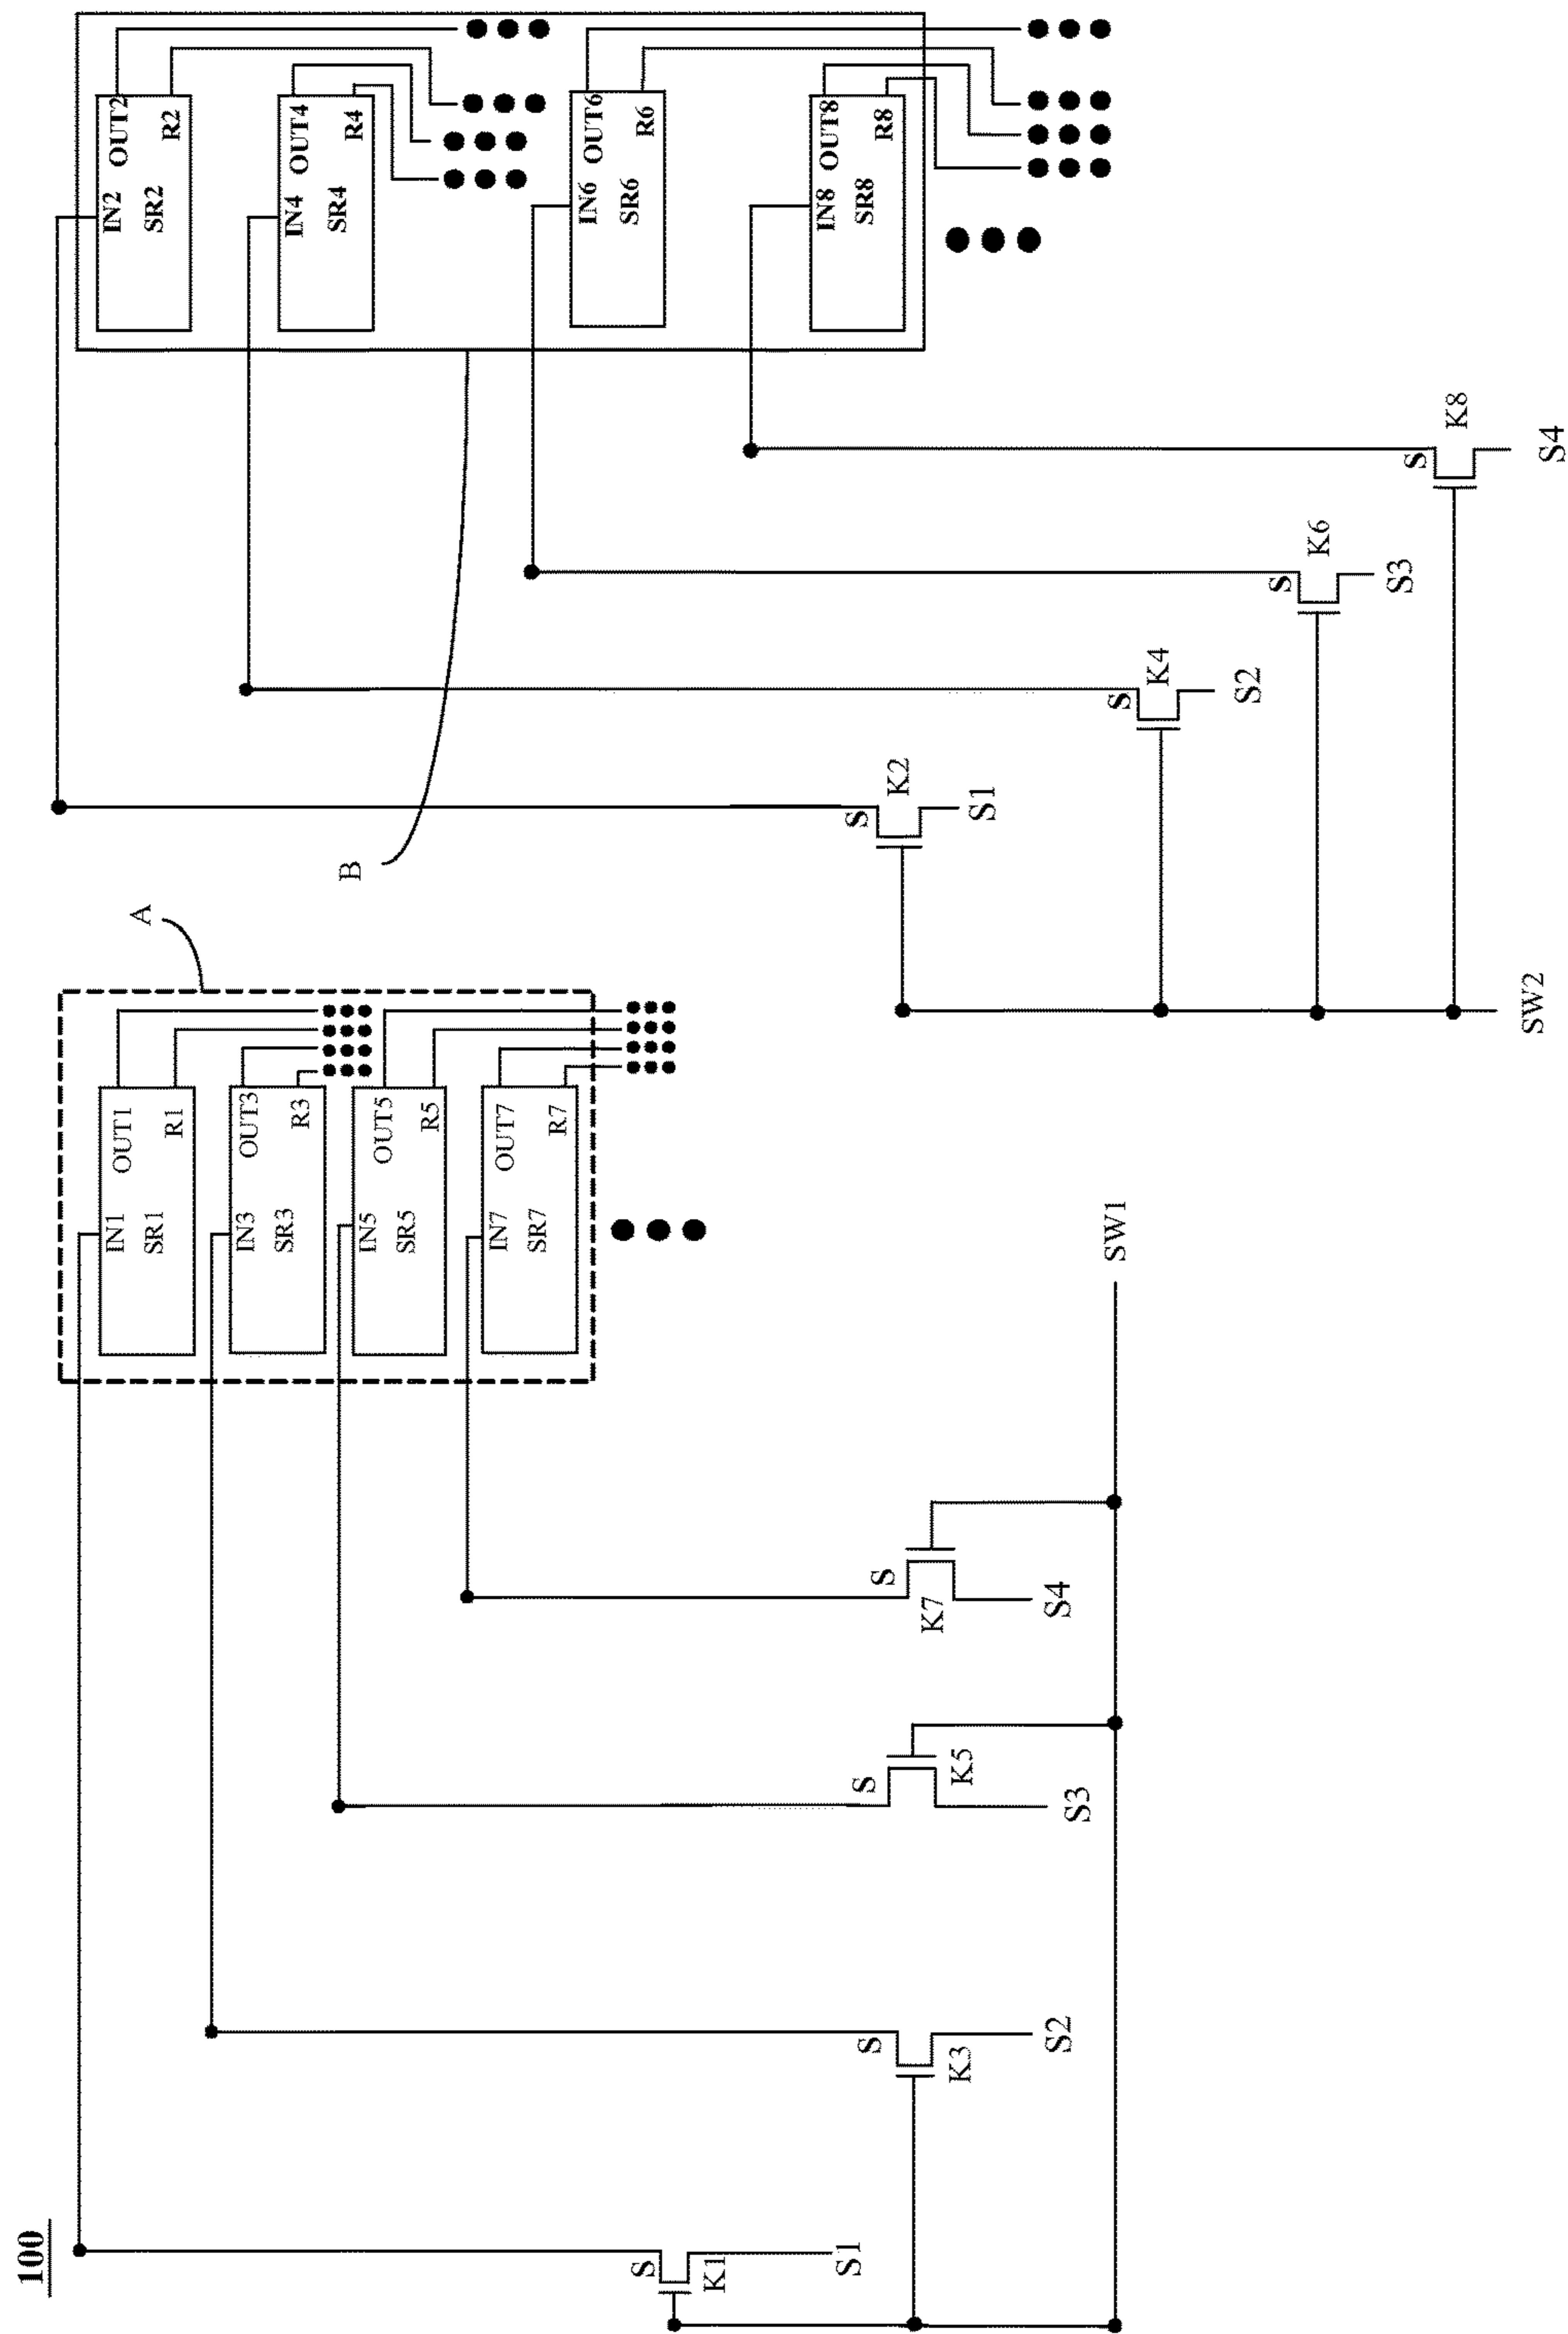 100
A
B
IN1 OUT1
SR1 R1
IN3 OUT3
SR3 R3
IN5 OUT5
SR5 R5
IN7 OUT7
SR7 R7
IN2 OUT2
SR2 R2
IN4 OUT4
SR4 R4
IN6 OUT6
SR6 R6
IN8 OUT8
SR8 R8
S
K1
S1
S
K3
S2
S
K5
S3
S
K7
S4
SW1
S
K2
S1
S
K4
S2
S
K6
S3
S
K8
S4
SW2